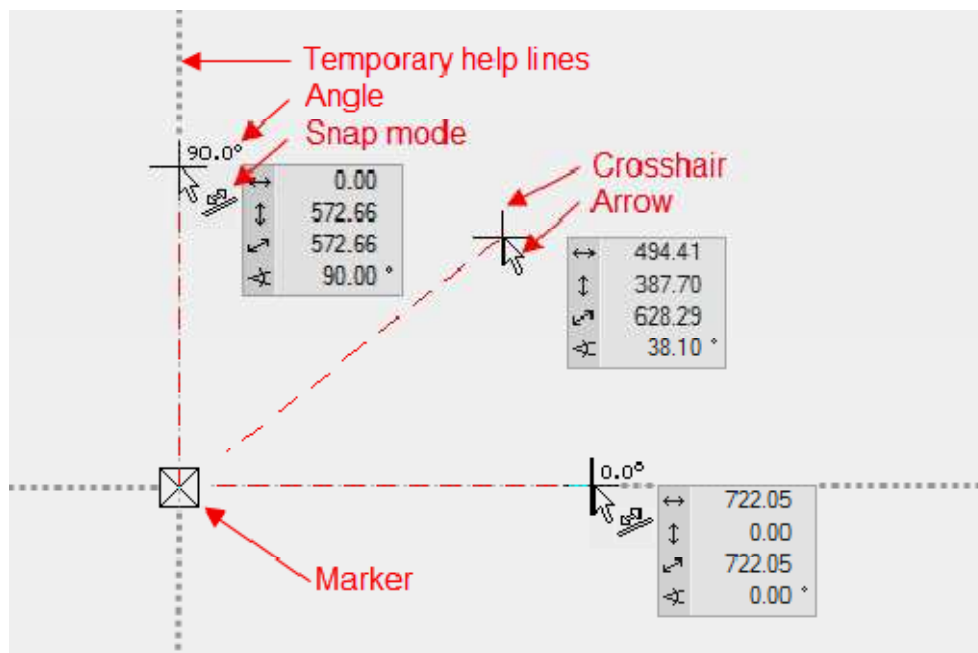 Temporary help lines
Angle
Snap mode
90.0°
0.00
572.66
572.66
90.00 °
Crosshair
Arrow
494.41
387.70
628.29
38.10 °
0.0°
722.05
0.00
722.05
0.00 °
Marker